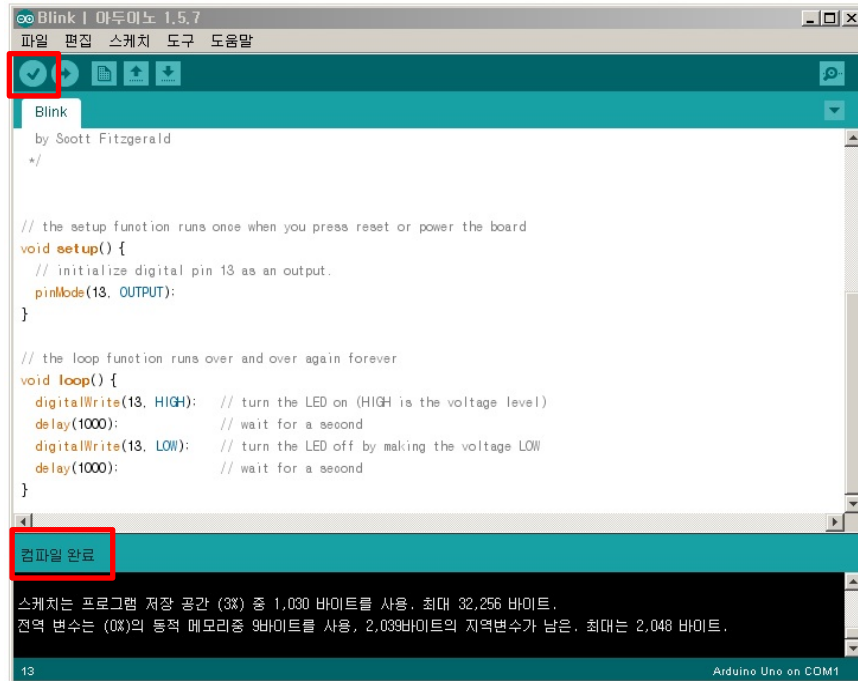 Blink | 아두이노 1.5.7
파일 편집 스케치 도구 도움말
Blink
by Scott Fitzgerald
*/
// the setup function runs once when you press reset or power the board
void setup() {
// initialize digital pin 13 as an output.
pinMode(13, OUTPUT);
}
// the loop function runs over and over again forever
void loop() {
digitalWrite(13, HIGH); // turn the LED on (HIGH is the voltage level)
delay(1000); // wait for a second
digitalWrite(13, LOW); // turn the LED off by making the voltage LOW
delay(1000); // wait for a second
}
컴파일 완료
스케치는 프로그램 저장 공간 (3%) 중 1,030 바이트를 사용. 최대 32,256 바이트.
전역 변수는 (0%)의 동적 메모리중 9바이트를 사용, 2,039바이트의 지역변수가 남은. 최대는 2,048 바이트.
13 Arduino Uno on COM1